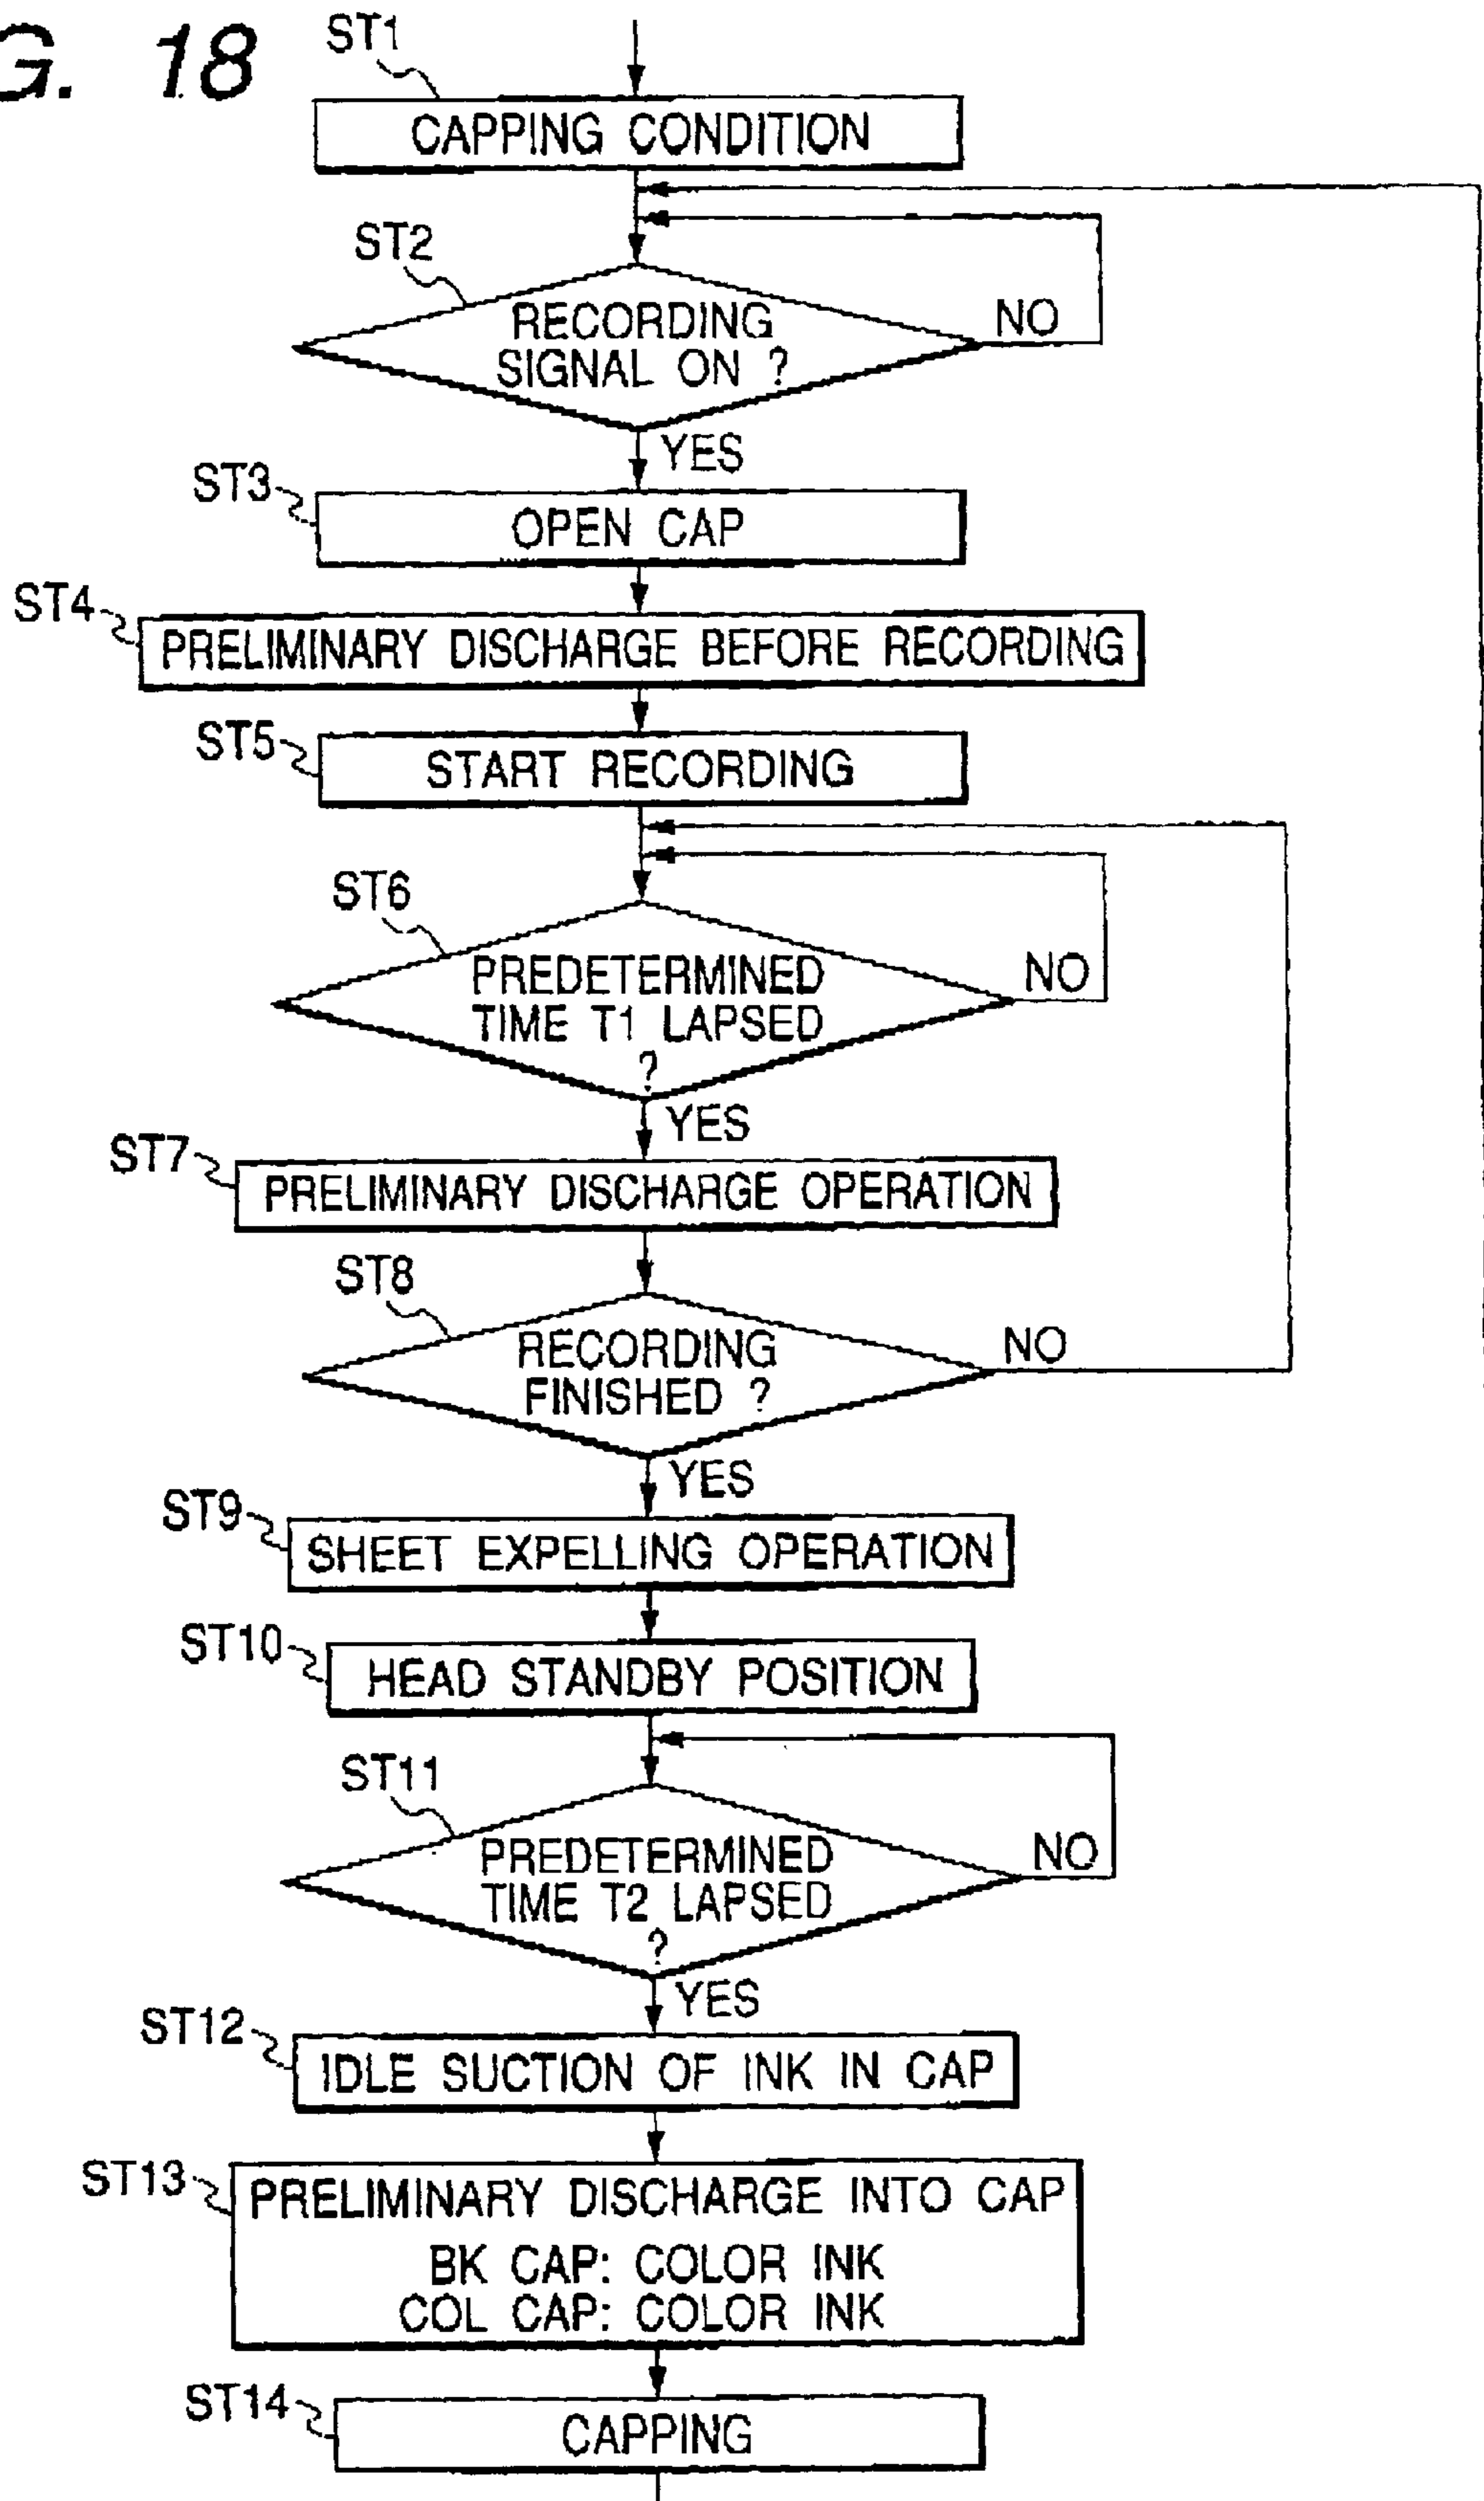 G. 18
ST1
CAPPING CONDITION
ST2
RECORDING
SIGNAL ON ?
NO
YES
ST3
OPEN CAP
ST4
PRELIMINARY DISCHARGE BEFORE RECORDING
ST5
START RECORDING
ST6
PREDETERMINED
TIME T1 LAPSED
?
NO
YES
ST7
PRELIMINARY DISCHARGE OPERATION
ST8
RECORDING
FINISHED ?
NO
YES
ST9
SHEET EXPELLING OPERATION
ST10
HEAD STANDBY POSITION
ST11
PREDETERMINED
TIME T2 LAPSED
?
NO
YES
ST12
IDLE SUCTION OF INK IN CAP
ST13
PRELIMINARY DISCHARGE INTO CAP
BK CAP: COLOR INK
COL CAP: COLOR INK
ST14
CAPPING